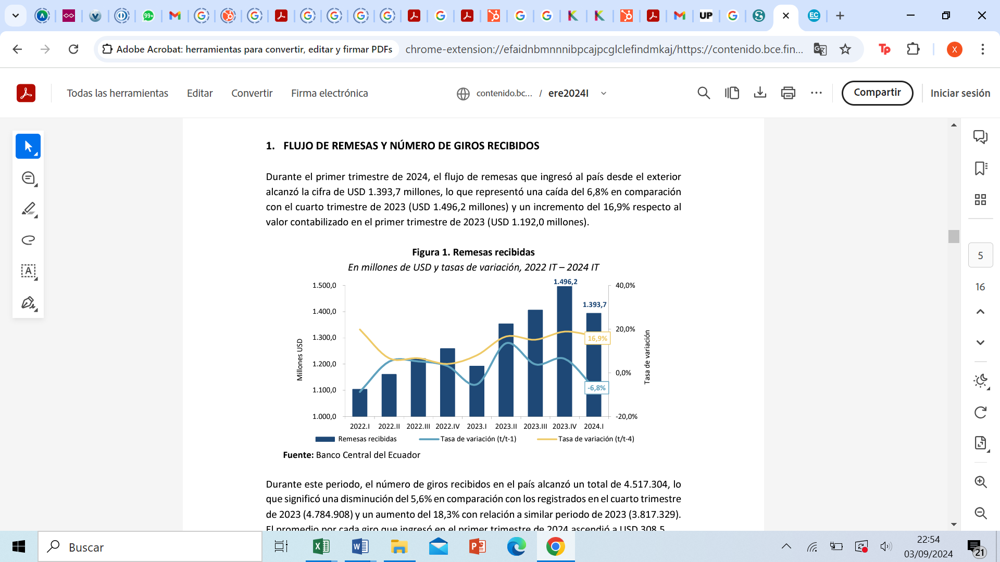 99+
UP
EC
Adobe Acrobat: herramientas para convertir, editar y firmar PDFs
chrome-extension://efaidnbmnnnibpcajpcglclefindmkaj/https://contenido.bce.fin...
Tp
X
Todas las herramientas
Editar
Convertir
Firma electrónica
contenido.bc... / ere2024I
Compartir
Iniciar sesión
1. FLUJO DE REMESAS Y NÚMERO DE GIROS RECIBIDOS
Durante el primer trimestre de 2024, el flujo de remesas que ingresó al país desde el exterior
alcanzó la cifra de USD 1.393,7 millones, lo que representó una caída del 6,8% en comparación
con el cuarto trimestre de 2023 (USD 1.496,2 millones) y un incremento del 16,9% respecto al
valor contabilizado en el primer trimestre de 2023 (USD 1.192,0 millones).
Figura 1. Remesas recibidas
En millones de USD y tasas de variación, 2022 IT – 2024 IT
1.500,0
1.400,0
1.300,0
1.200,0
1.100,0
1.000,0
Millones USD
1.496,2
1.393,7
16,9%
-6,8%
40,0%
20,0%
0,0%
-20,0%
Tasa de variación
2022.I 2022.II 2022.III 2022.IV 2023.I 2023.II 2023.III 2023.IV 2024.I
Remesas recibidas Tasa de variación (t/t-1) Tasa de variación (t/t-4)
Fuente: Banco Central del Ecuador
Durante este periodo, el número de giros recibidos en el país alcanzó un total de 4.517.304, lo
que significó una disminución del 5,6% en comparación con los registrados en el cuarto trimestre
de 2023 (4.784.908) y un aumento del 18,3% con relación a similar periodo de 2023 (3.817.329).
El promedio por cada giro que ingresó en el primer trimestre de 2024 ascendió a USD 308,5
5
16
Buscar
22:54
03/09/2024
21